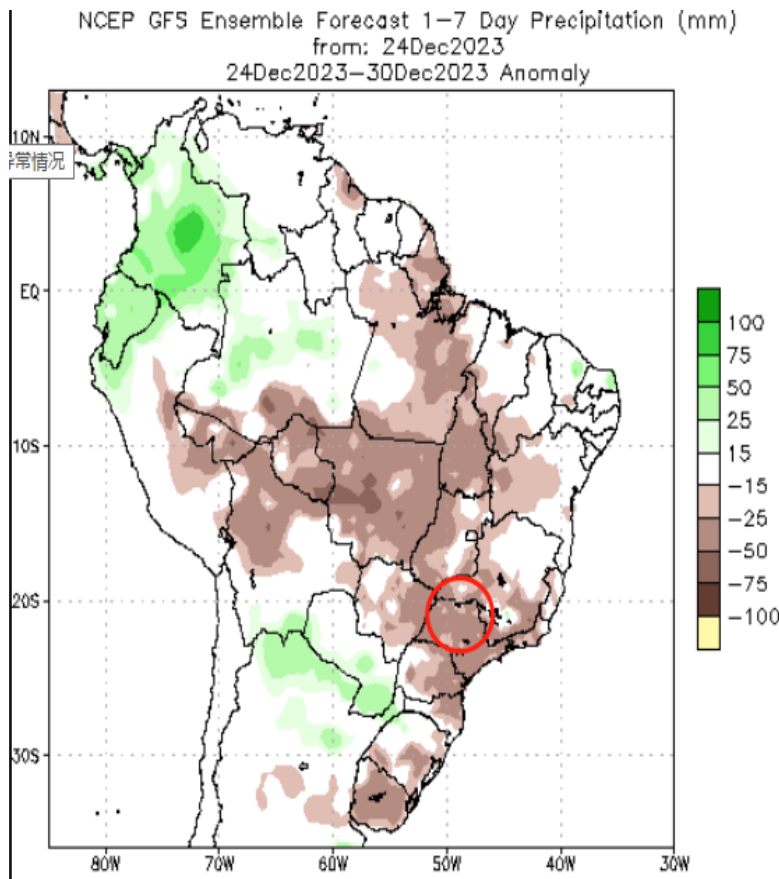 NCEP GFS Ensemble Forecast 1–7 Day Precipitation (mm)
from: 24Dec2023
24Dec2023–30Dec2023 Anomaly
10N
常情况
EQ
10S
20S
30S
80W
70W
60W
50W
40W
30W
100
75
50
25
15
−15
−25
−50
−75
−100